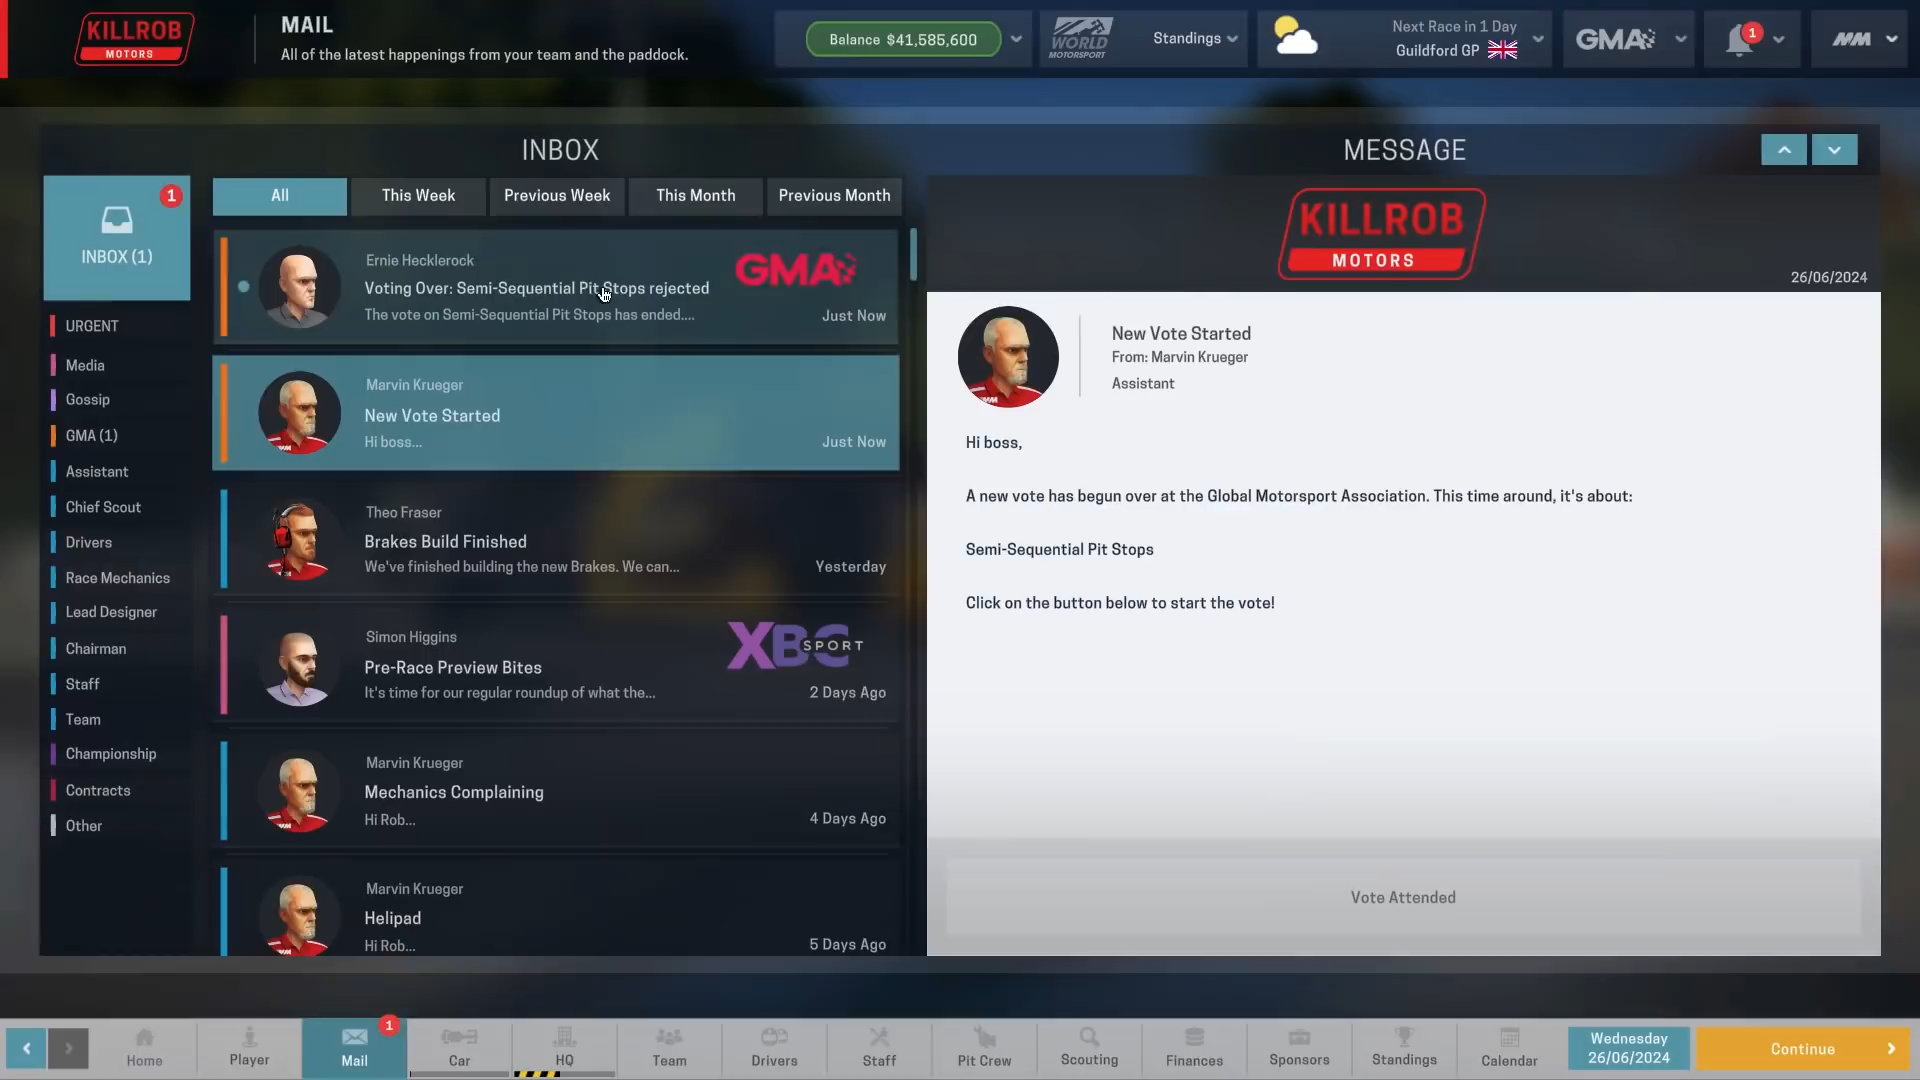 KILLROB
MOTORS
MAIL
All of the latest happenings from your team and the paddock.
Balance $41,585,600
WORLD
MOTORSPORT
Standings
Next Race in 1 Day
Guildford GP
GMA
1
INBOX
MESSAGE
1
INBOX (1)
All
This Week
Previous Week
This Month
Previous Month
URGENT
Media
Gossip
GMA (1)
Assistant
Chief Scout
Drivers
Race Mechanics
Lead Designer
Chairman
Staff
Team
Championship
Contracts
Other
Ernie Hecklerock
Voting Over: Semi-Sequential Pit Stops rejected
The vote on Semi-Sequential Pit Stops has ended....
GMA
Just Now
Marvin Krueger
New Vote Started
Hi boss...
Just Now
Theo Fraser
Brakes Build Finished
We've finished building the new Brakes. We can...
Yesterday
Simon Higgins
Pre-Race Preview Bites
It's time for our regular roundup of what the...
XBC SPORT
2 Days Ago
Marvin Krueger
Mechanics Complaining
Hi Rob...
4 Days Ago
Marvin Krueger
Helipad
Hi Rob...
5 Days Ago
KILLROB
MOTORS
26/06/2024
New Vote Started
From: Marvin Krueger
Assistant
Hi boss,
A new vote has begun over at the Global Motorsport Association. This time around, it's about:
Semi-Sequential Pit Stops
Click on the button below to start the vote!
Vote Attended
Home
Player
Mail
1
Car
HQ
Team
Drivers
Staff
Pit Crew
Scouting
Finances
Sponsors
Standings
Calendar
Wednesday
26/06/2024
Continue